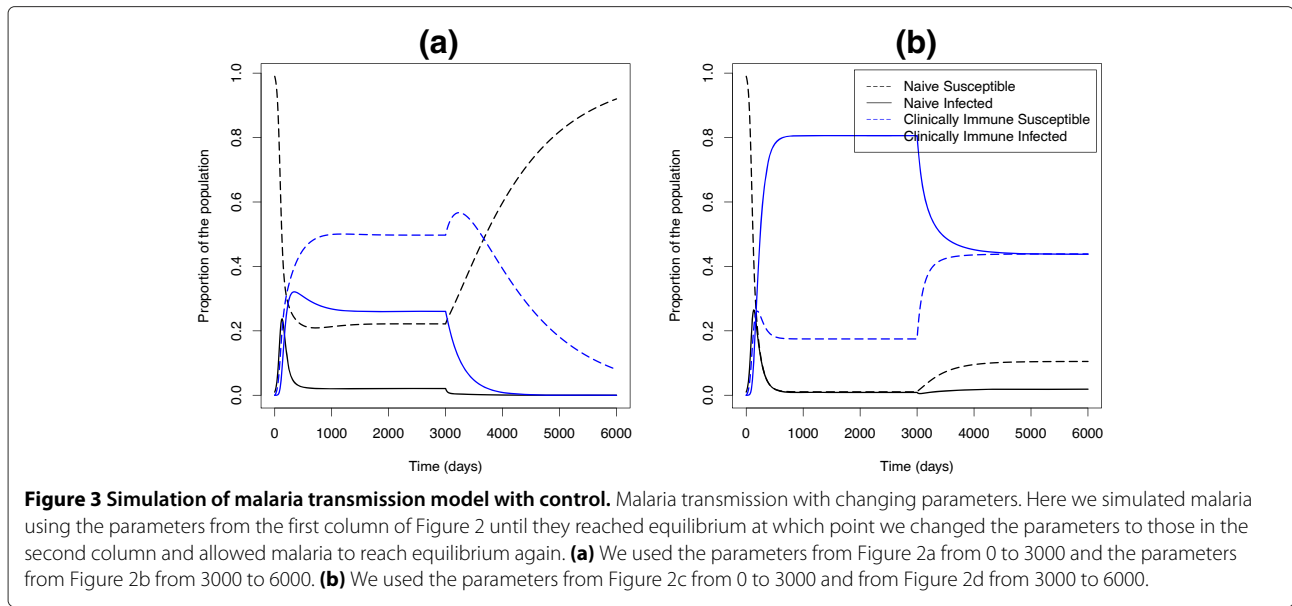 (a)
(b)
Proportion of the population
1.0
0.8
0.6
0.4
0.2
0.0
0 1000 2000 3000 4000 5000 6000
Time (days)
Proportion of the population
1.0
0.8
0.6
0.4
0.2
0.0
Naive Susceptible
Naive Infected
Clinically Immune Susceptible
Clinically Immune Infected
0 1000 2000 3000 4000 5000 6000
Time (days)
Figure 3 Simulation of malaria transmission model with control. Malaria transmission with changing parameters. Here we simulated malaria
using the parameters from the first column of Figure 2 until they reached equilibrium at which point we changed the parameters to those in the
second column and allowed malaria to reach equilibrium again. (a) We used the parameters from Figure 2a from 0 to 3000 and the parameters
from Figure 2b from 3000 to 6000. (b) We used the parameters from Figure 2c from 0 to 3000 and from Figure 2d from 3000 to 6000.